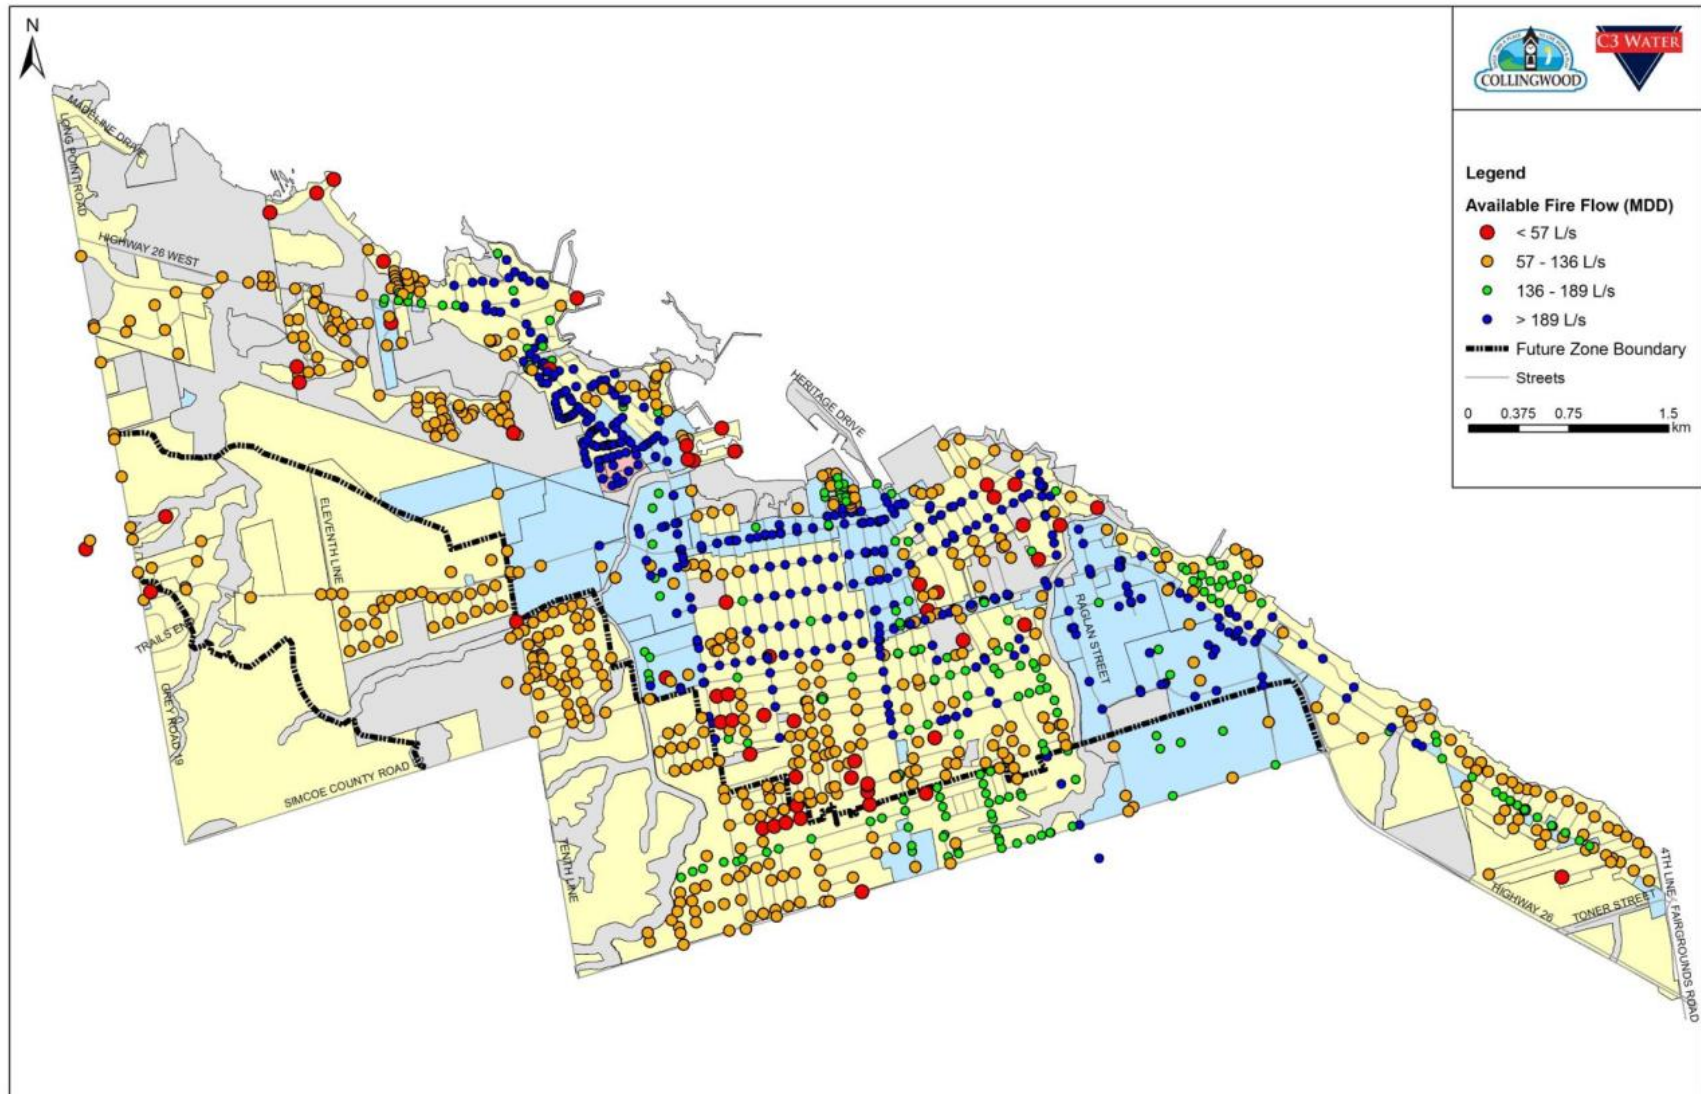 N
COLLINGWOOD
C3 WATER
Legend
Available Fire Flow (MDD)
< 57 L/s
57 - 136 L/s
136 - 189 L/s
> 189 L/s
Future Zone Boundary
Streets
0 0.375 0.75 1.5
km
MADELINE DRIVE
LONG POINT ROAD
HIGHWAY 26 WEST
HERITAGE DRIVE
ELEVENTH LINE
RAGLAN STREET
TRAILS END
GREY ROAD 19
SIMCOE COUNTY ROAD
TENTH LINE
HIGHWAY 26
TONER STREET
4TH LINE
FAIRGROUNDS ROAD